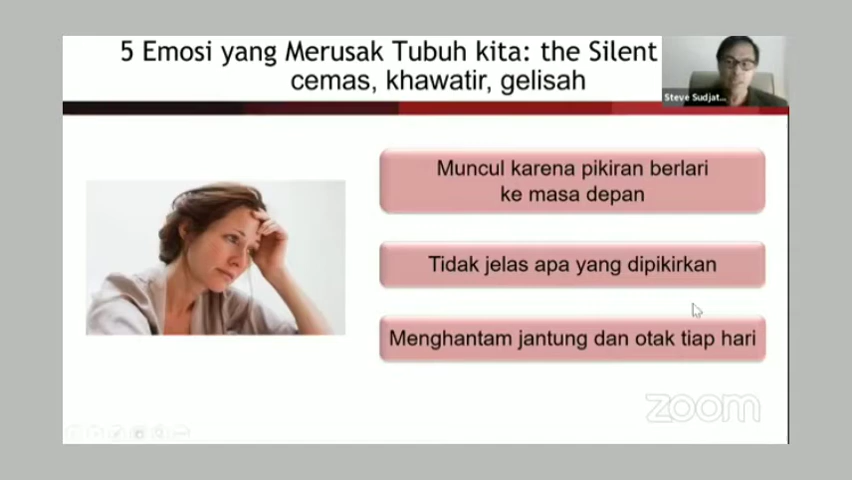 5 Emosi yang Merusak Tubuh kita: the Silent
cemas, khawatir, gelisah
Steve Sudjat...
Muncul karena pikiran berlari
ke masa depan
Tidak jelas apa yang dipikirkan
Menghantam jantung dan otak tiap hari
zoom